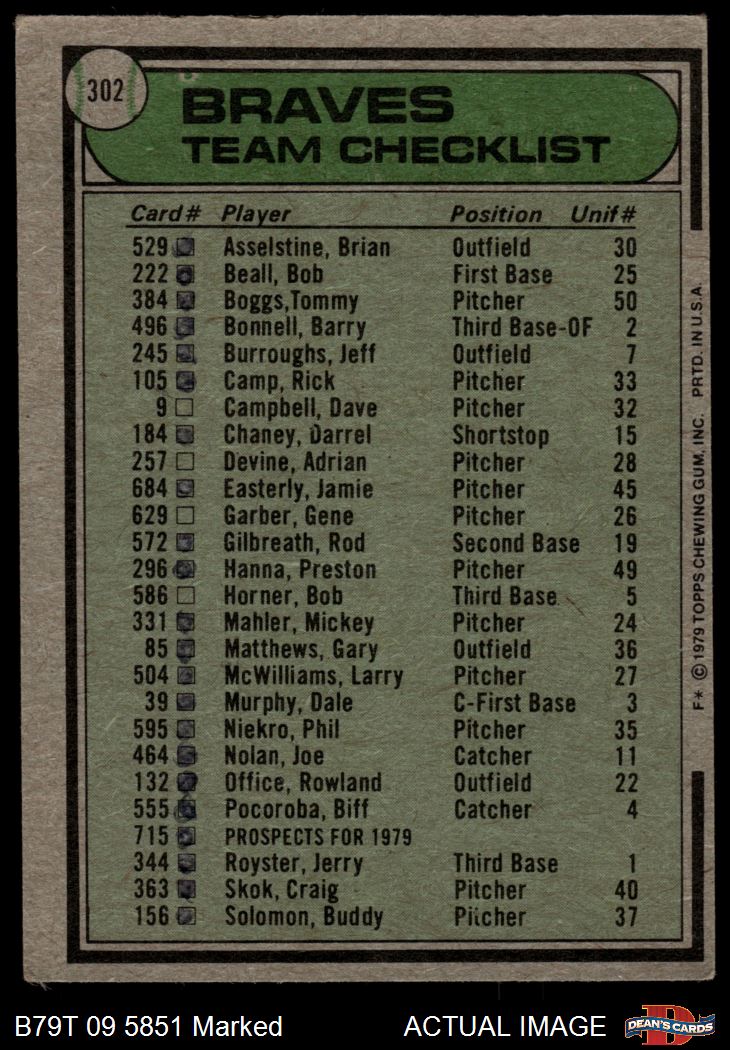 302
BRAVES
TEAM CHECKLIST
Card# Player Position Unif#
529 Asselstine, Brian Outfield 30
222 Beall, Bob First Base 25
384 Boggs,Tommy Pitcher 50
496 Bonnell, Barry Third Base-OF 2
245 Burroughs, Jeff Outfield 7
105 Camp, Rick Pitcher 33
9 Campbell, Dave Pitcher 32
184 Chaney, Darrel Shortstop 15
257 Devine, Adrian Pitcher 28
684 Easterly, Jamie Pitcher 45
629 Garber, Gene Pitcher 26
572 Gilbreath, Rod Second Base 19
296 Hanna, Preston Pitcher 49
586 Horner, Bob Third Base 5
331 Mahler, Mickey Pitcher 24
85 Matthews, Gary Outfield 36
504 McWilliams, Larry Pitcher 27
39 Murphy, Dale C-First Base 3
595 Niekro, Phil Pitcher 35
464 Nolan, Joe Catcher 11
132 Office, Rowland Outfield 22
555 Pocoroba, Biff Catcher 4
715 PROSPECTS FOR 1979
344 Royster, Jerry Third Base 1
363 Skok, Craig Pitcher 40
156 Solomon, Buddy Pitcher 37
F* © 1979 TOPPS CHEWING GUM, INC. PRTD. IN U.S.A.
B79T 09 5851 Marked ACTUAL IMAGE
D
DEAN'S CARDS